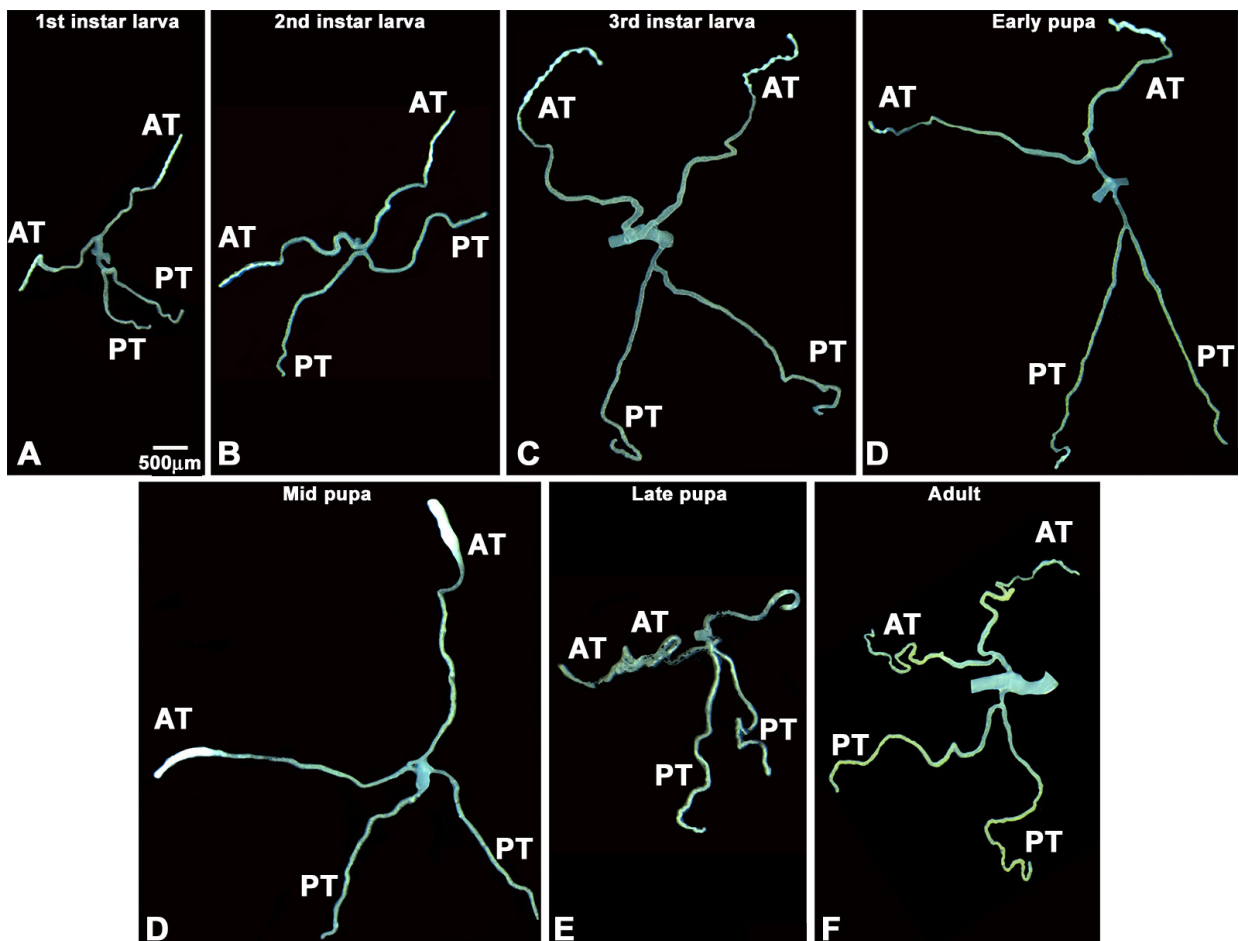 1st instar larva
2nd instar larva
3rd instar larva
Early pupa
AT
AT
PT
PT
500μm
A
AT
AT
PT
PT
B
AT
AT
PT
PT
C
AT
AT
PT
PT
D
Mid pupa
Late pupa
Adult
AT
AT
PT
PT
D
AT
AT
PT
PT
E
AT
AT
PT
PT
F